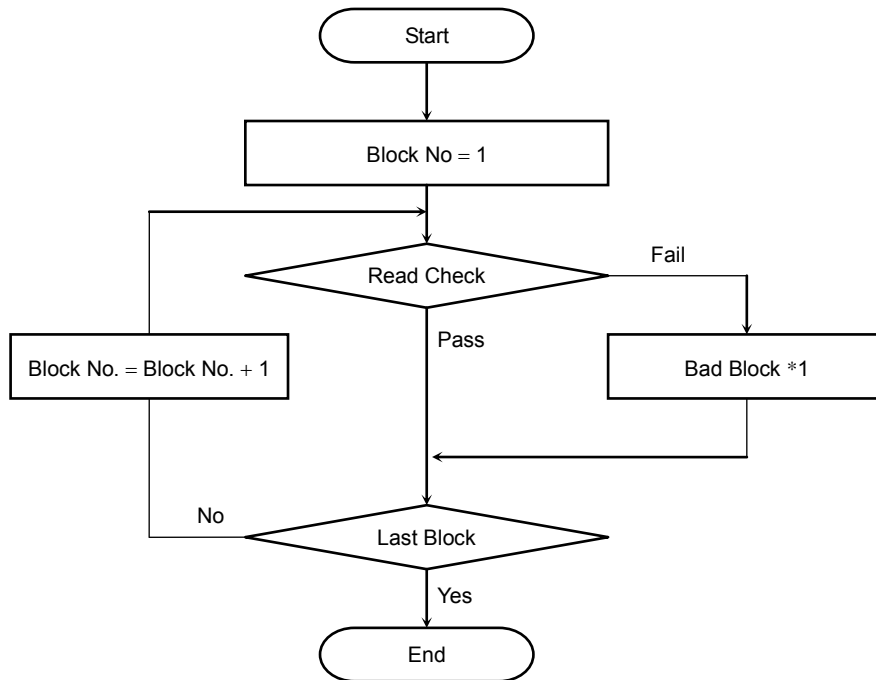 Start
Block No = 1
Read Check
Fail
Pass
Block No. = Block No. + 1
Bad Block *1
No
Last Block
Yes
End